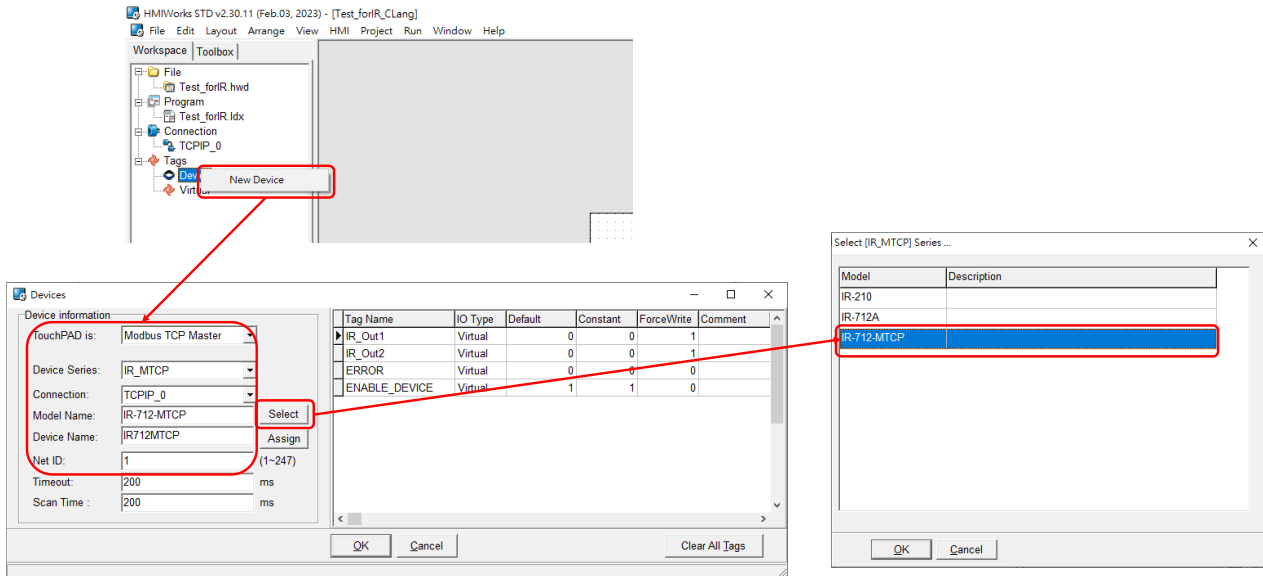 HMIWorks STD v2.30.11 (Feb.03, 2023) - [Test_forIR_CLang]
File Edit Layout Arrange View HMI Project Run Window Help
Workspace Toolbox
File
Test_forIR.hwd
Program
Test_forIR.ldx
Connection
TCPIP_0
Tags
New Device
Devices
Device information
TouchPAD is: Modbus TCP Master
Device Series: IR_MTCP
Connection: TCPIP_0
Model Name: IR-712-MTCP Select
Device Name: IR712MTCP Assign
Net ID: 1 (1~247)
Timeout: 200 ms
Scan Time : 200 ms
Tag Name IO Type Default Constant ForceWrite Comment
IR_Out1 Virtual 0 0 1
IR_Out2 Virtual 0 0 1
ERROR Virtual 0 0 0
ENABLE_DEVICE Virtual 1 1 0
OK Cancel Clear All Tags
Select [IR_MTCP] Series ...
Model Description
IR-210
IR-712A
IR-712-MTCP
OK Cancel